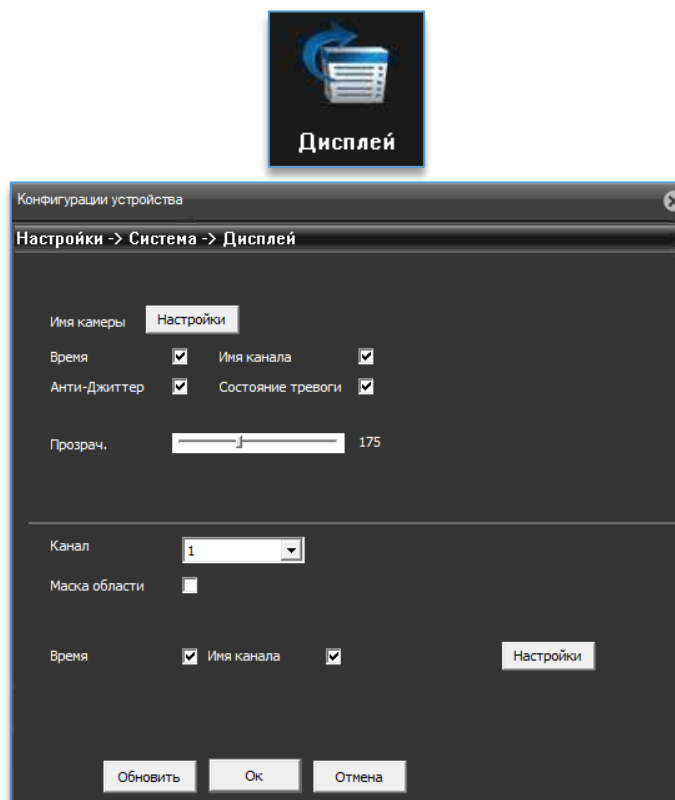 Дисплей
Конфигурации устройства
Настройки -> Система -> Дисплей
Имя камеры Настройки
Время Имя канала
Анти-Джиттер Состояние тревоги
Прозрач. 175
Канал 1
Маска области
Время Имя канала Настройки
Обновить Ок Отмена